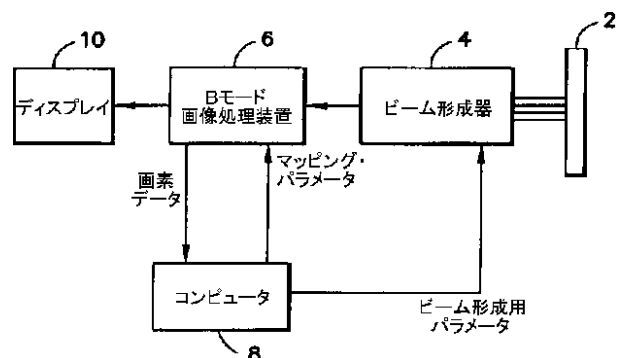 10
6
4
2
ディスプレイ
Bモード
画像処理装置
ビーム形成器
画素
データ
マッピング・
パラメータ
コンピュータ
ビーム形成用
パラメータ
8